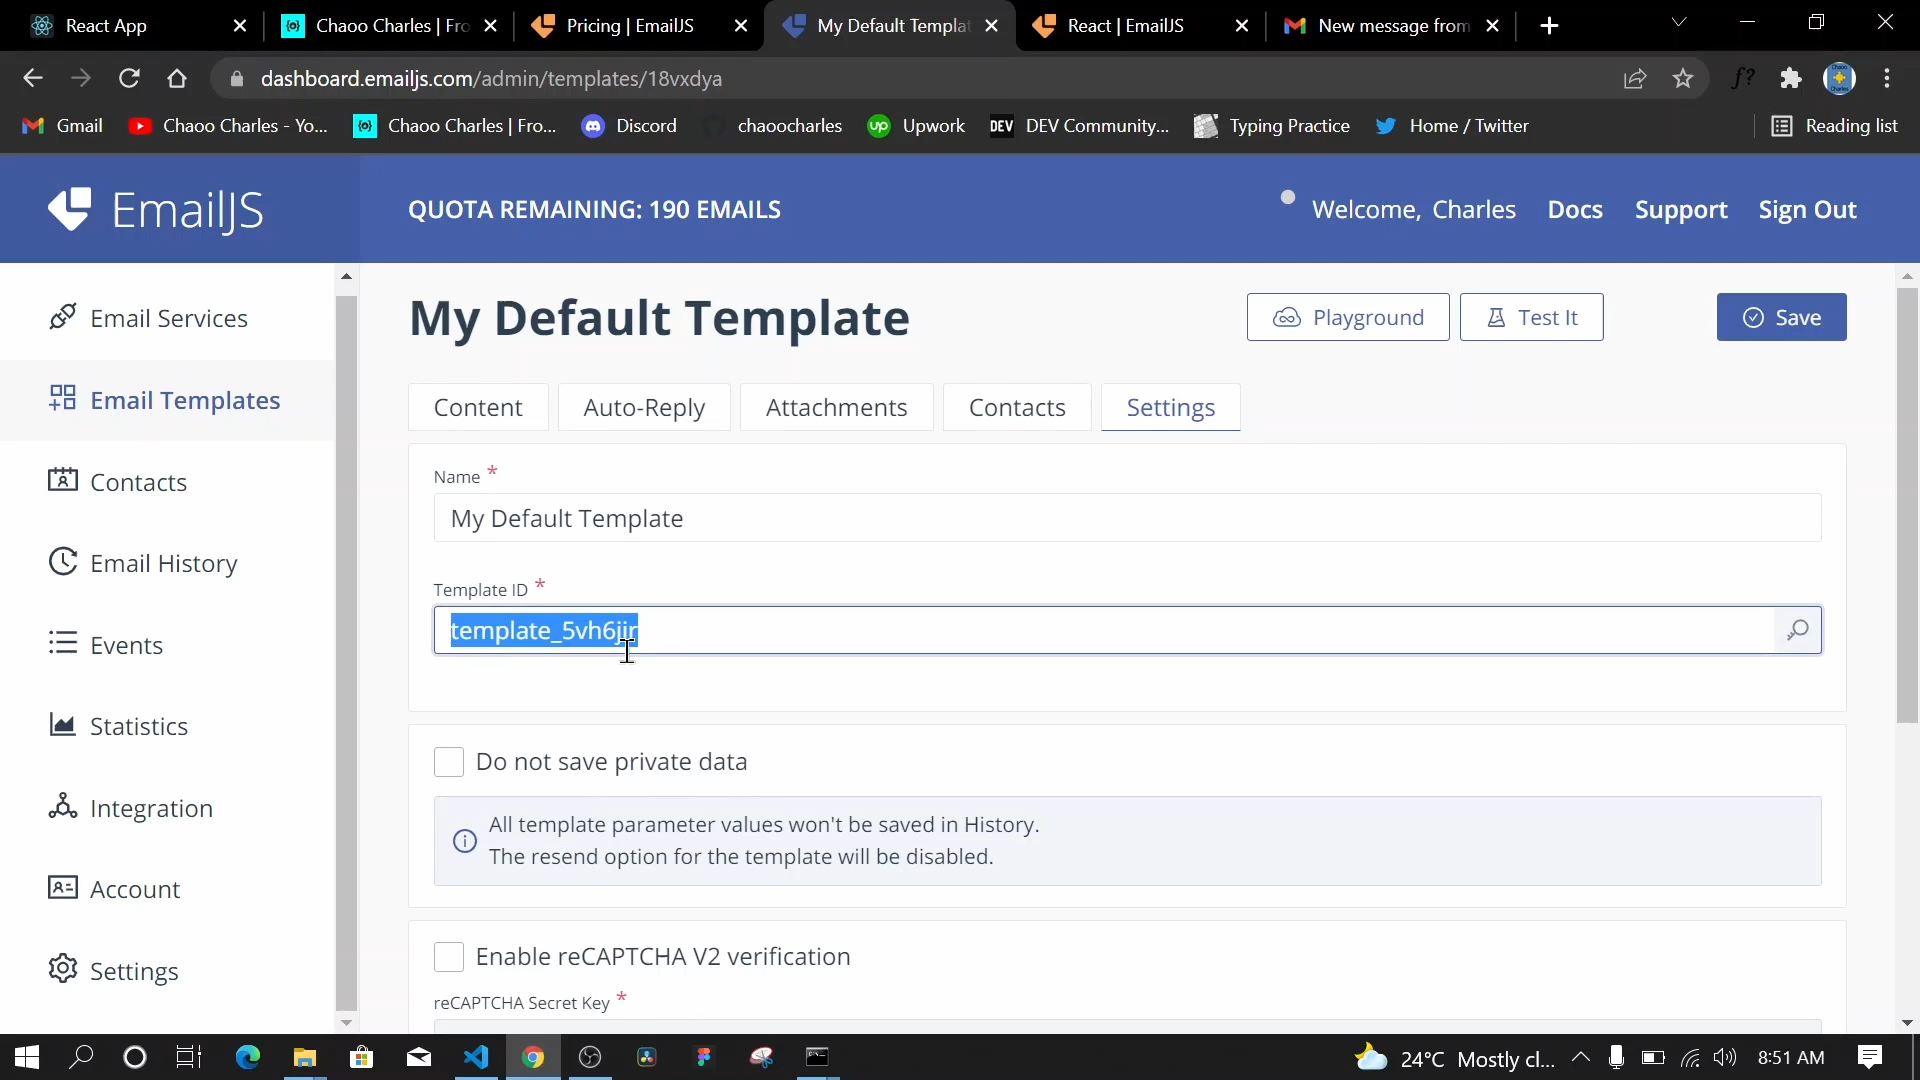 React App
Chaoo Charles | Fro
Pricing | EmailJS
My Default Templat
React | EmailJS
New message from
dashboard.emailjs.com/admin/templates/18vxdya
f?
Gmail
Chaoo Charles - Yo...
Chaoo Charles | Fro...
Discord
chaoocharles
up Upwork
DEV DEV Community...
Typing Practice
Home / Twitter
Reading list
EmailJS
QUOTA REMAINING: 190 EMAILS
Welcome, Charles
Docs
Support
Sign Out
Email Services
Email Templates
Contacts
Email History
Events
Statistics
Integration
Account
Settings
My Default Template
Playground
Test It
Save
Content
Auto-Reply
Attachments
Contacts
Settings
Name *
My Default Template
Template ID *
template_5vh6jjr
Do not save private data
All template parameter values won't be saved in History.
The resend option for the template will be disabled.
Enable reCAPTCHA V2 verification
reCAPTCHA Secret Key *
24°C Mostly cl...
8:51 AM